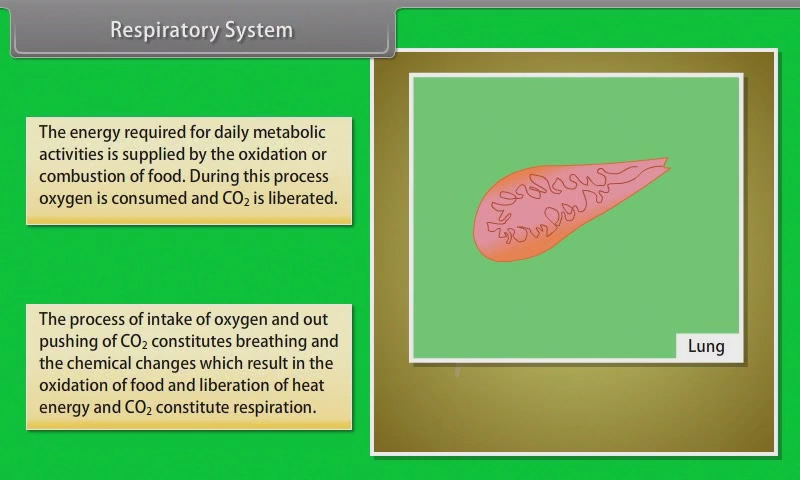 Respiratory System
The energy required for daily metabolic
activities is supplied by the oxidation or
combustion of food. During this process
oxygen is consumed and CO₂ is liberated.
The process of intake of oxygen and out
pushing of CO₂ constitutes breathing and
the chemical changes which result in the
oxidation of food and liberation of heat
energy and CO₂ constitute respiration.
Lung